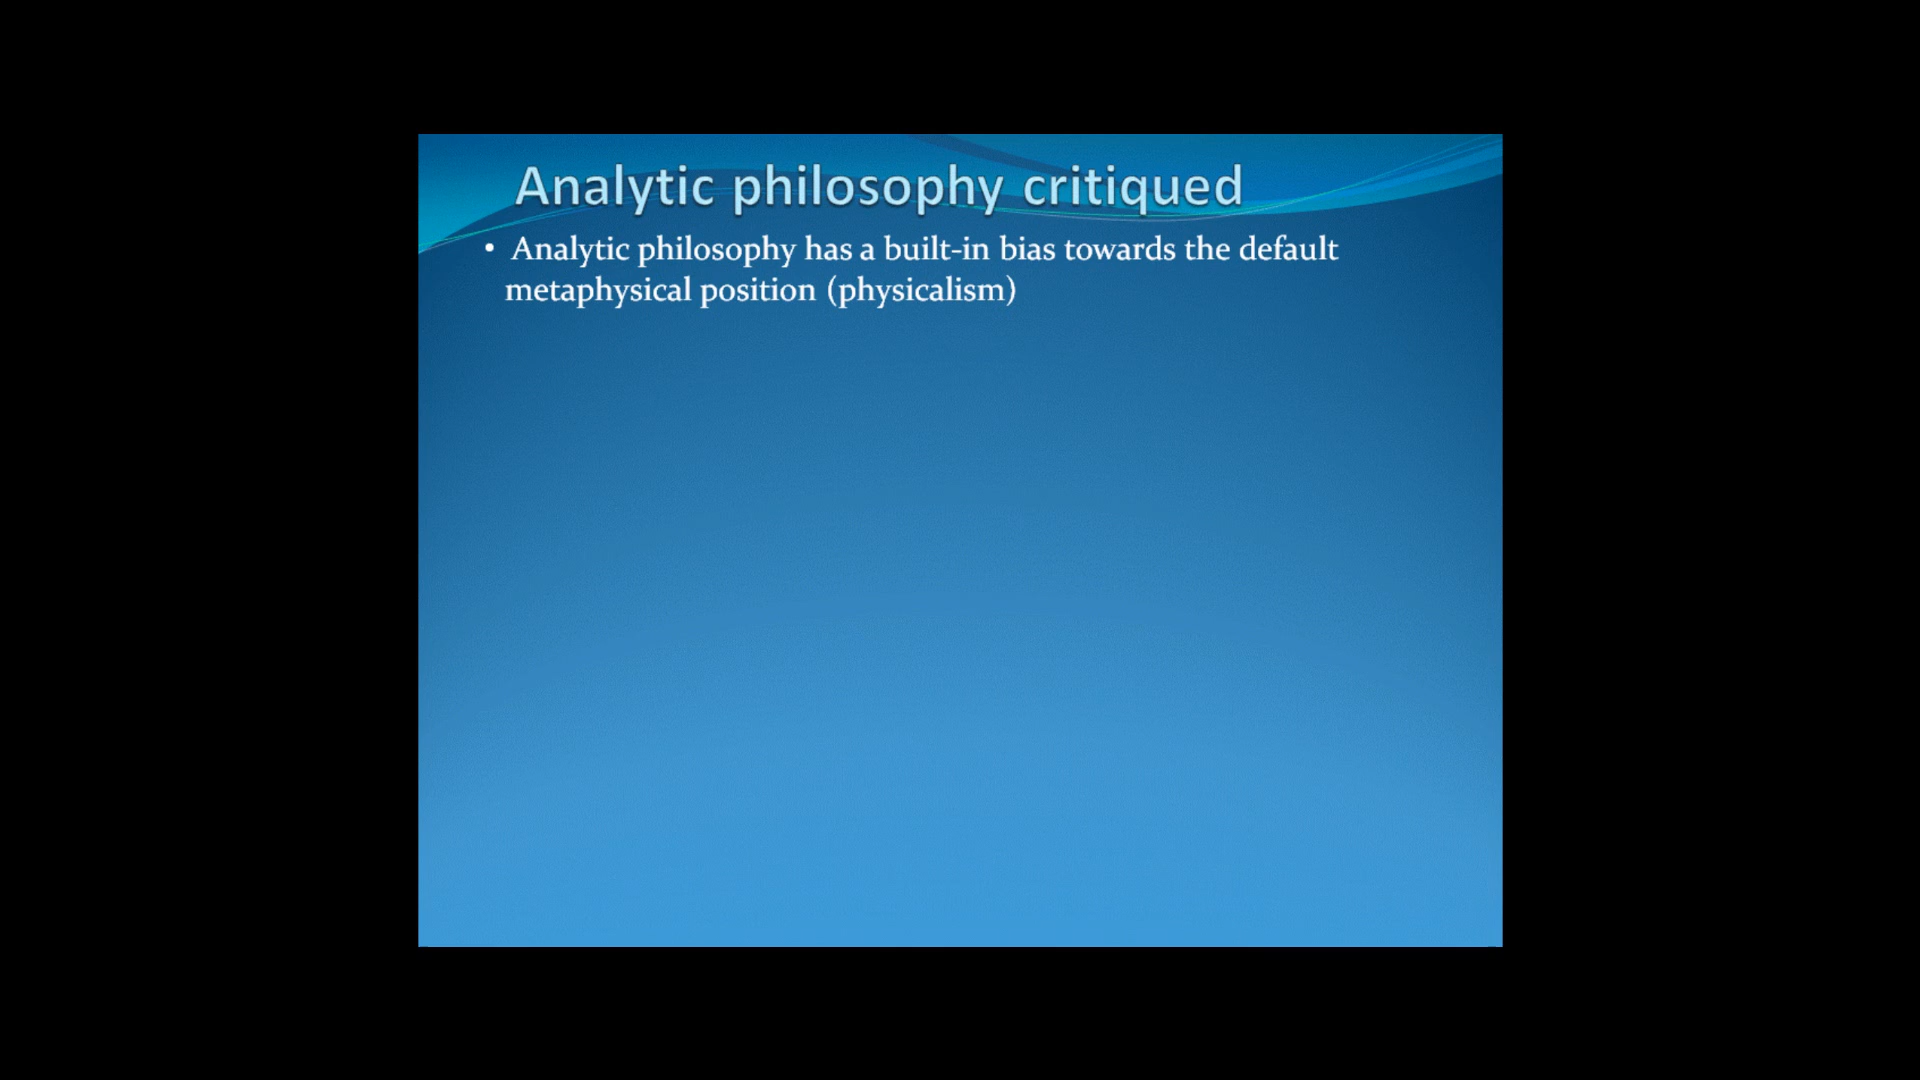 Analytic philosophy critiqued
• Analytic philosophy has a built-in bias towards the default
metaphysical position (physicalism)